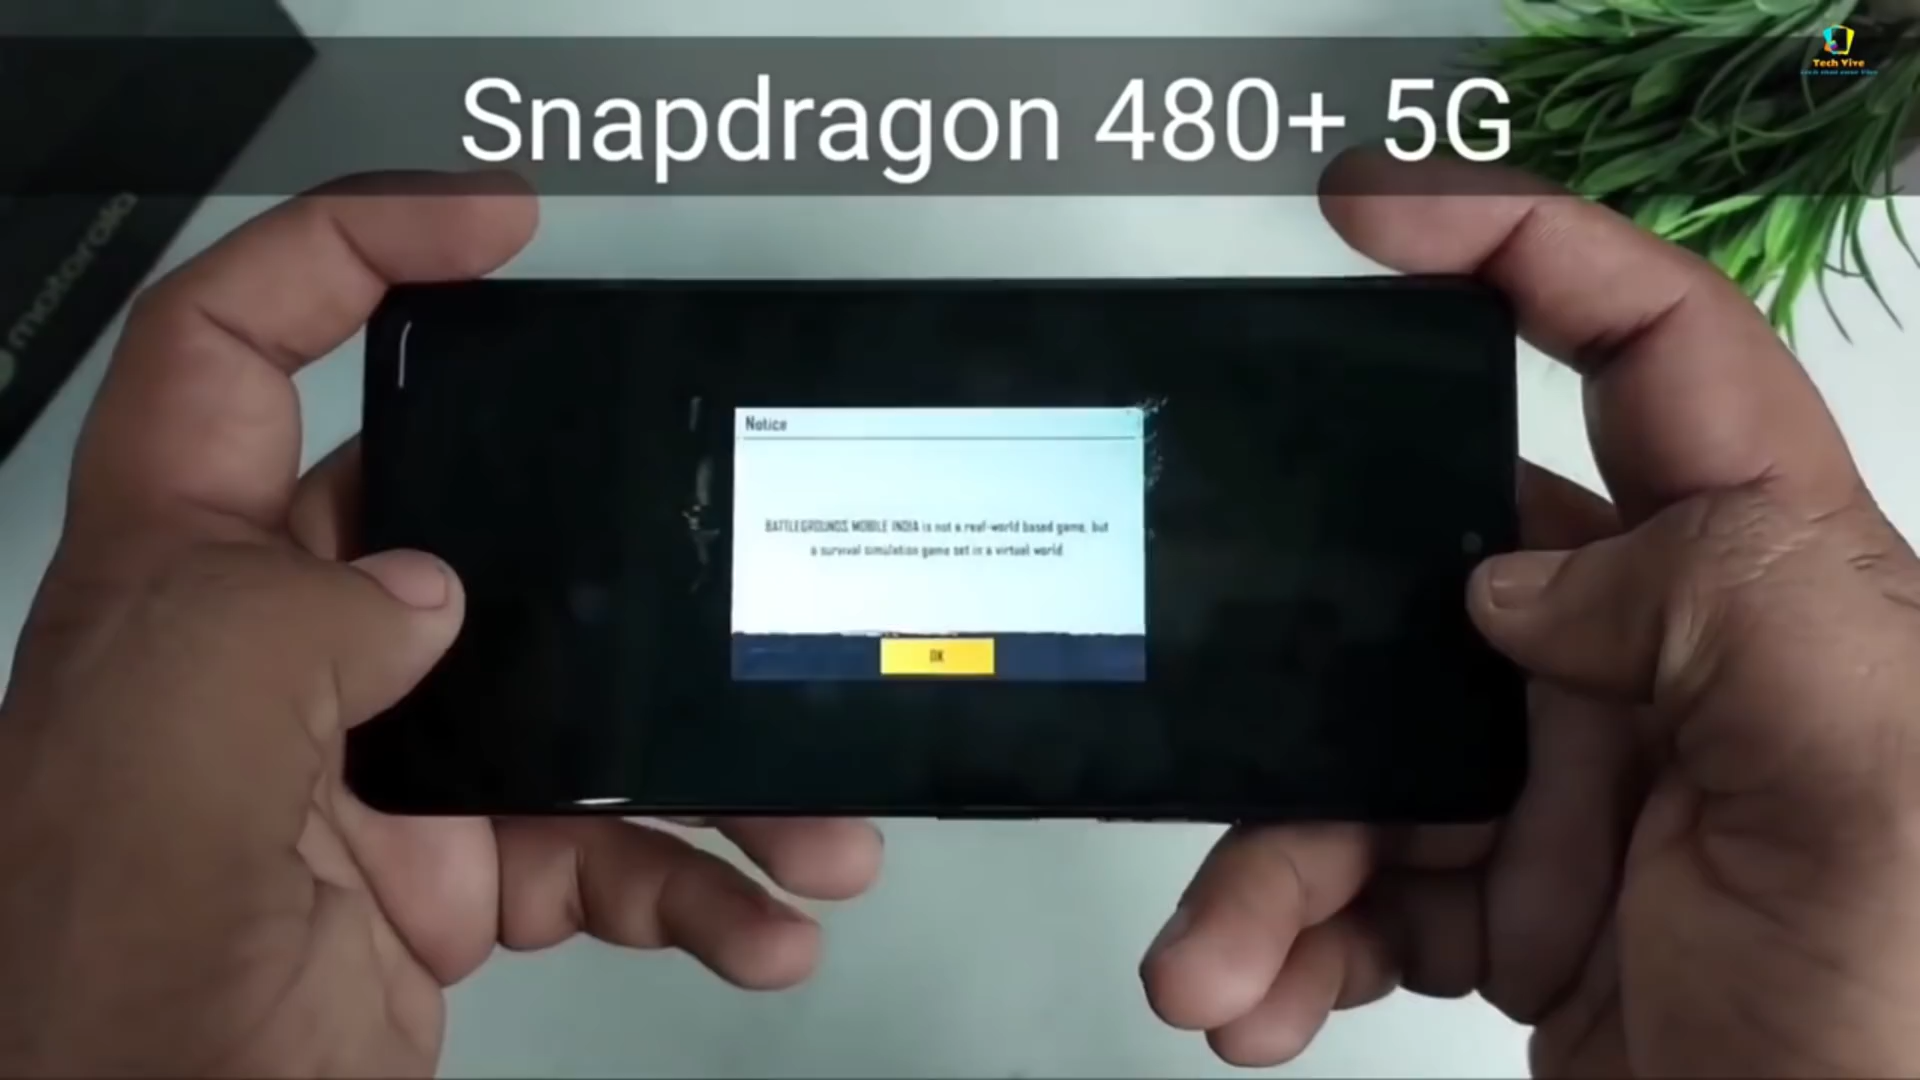 Snapdragon 480+ 5G
Tech Vive
motorola
Notice
BATTLEGROUNDS MOBILE INDIA is not a real-world based game, but
a survival simulation game set in a virtual world
OK